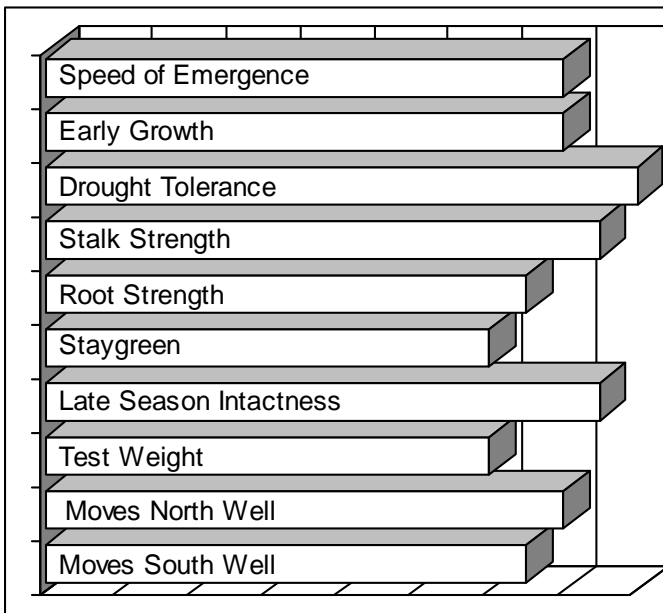 Speed of Emergence
Early Growth
Drought Tolerance
Stalk Strength
Root Strength
Staygreen
Late Season Intactness
Test Weight
Moves North Well
Moves South Well